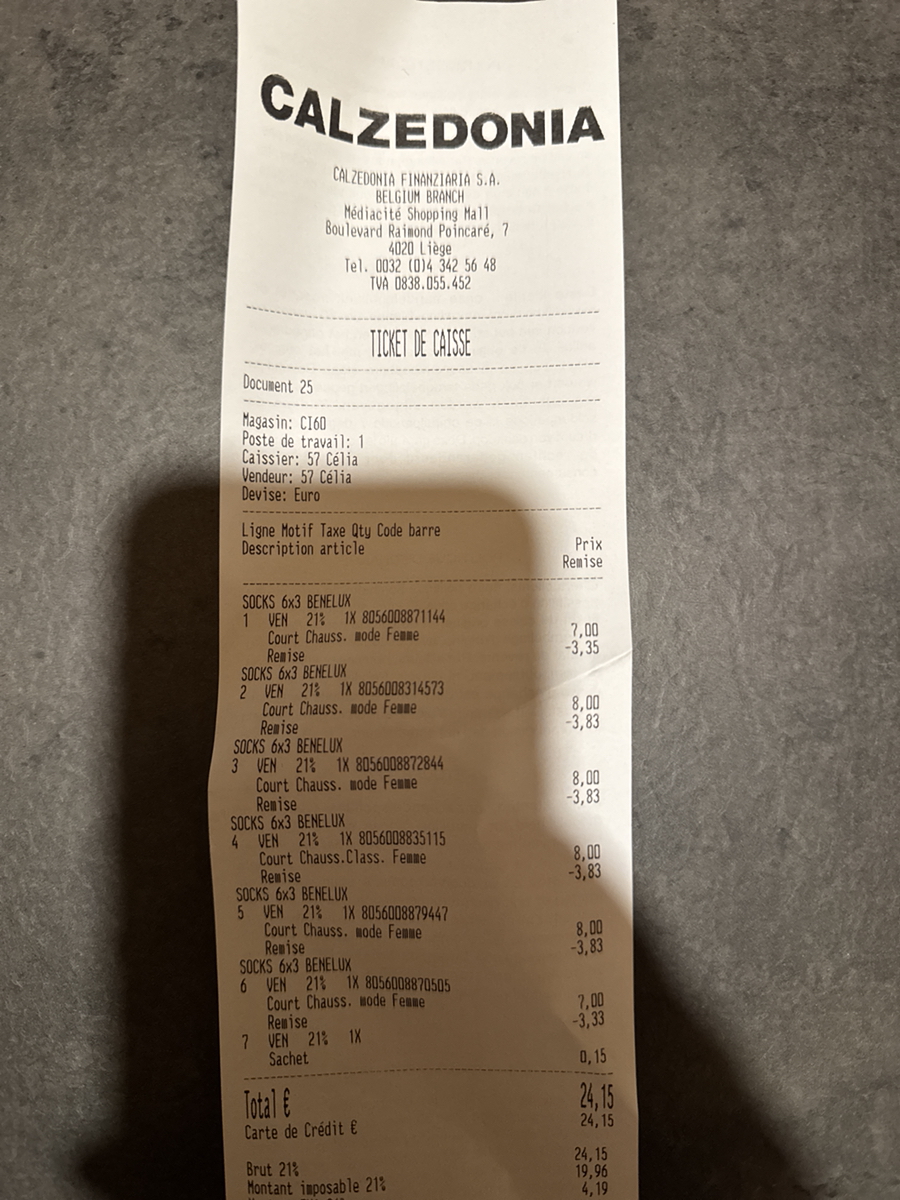 CALZEDONIA
CALZEDONIA FINANZIARIA S.A.
BELGIUM BRANCH
Médiacité Shopping Mall
Boulevard Raimond Poincaré, 7
4020 Liège
Tel. 0032 (0)4 342 56 48
TVA 0838.055.452
TICKET DE CAISSE
Document 25
Magasin: CI60
Poste de travail: 1
Caissier: 57 Célia
Vendeur: 57 Célia
Devise: Euro
Ligne Motif Taxe Qty Code barre
Description article Prix
Remise
SOCKS 6x3 BENELUX
1 VEN 21% 1X 8056008871144
Court Chauss. mode Femme 7,00
Remise -3,35
SOCKS 6x3 BENELUX
2 VEN 21% 1X 8056008314573
Court Chauss. mode Femme 8,00
Remise -3,83
SOCKS 6x3 BENELUX
3 VEN 21% 1X 8056008872844
Court Chauss. mode Femme 8,00
Remise -3,83
SOCKS 6x3 BENELUX
4 VEN 21% 1X 8056008835115
Court Chauss.Class. Femme 8,00
Remise -3,83
SOCKS 6x3 BENELUX
5 VEN 21% 1X 8056008879447
Court Chauss. mode Femme 8,00
Remise -3,83
SOCKS 6x3 BENELUX
6 VEN 21% 1X 8056008870505
Court Chauss. mode Femme 7,00
Remise -3,33
7 VEN 21% 1X
Sachet 0,15
Total € 24,15
Carte de Crédit € 24,15
Brut 21% 24,15
Montant imposable 21% 19,96
4,19